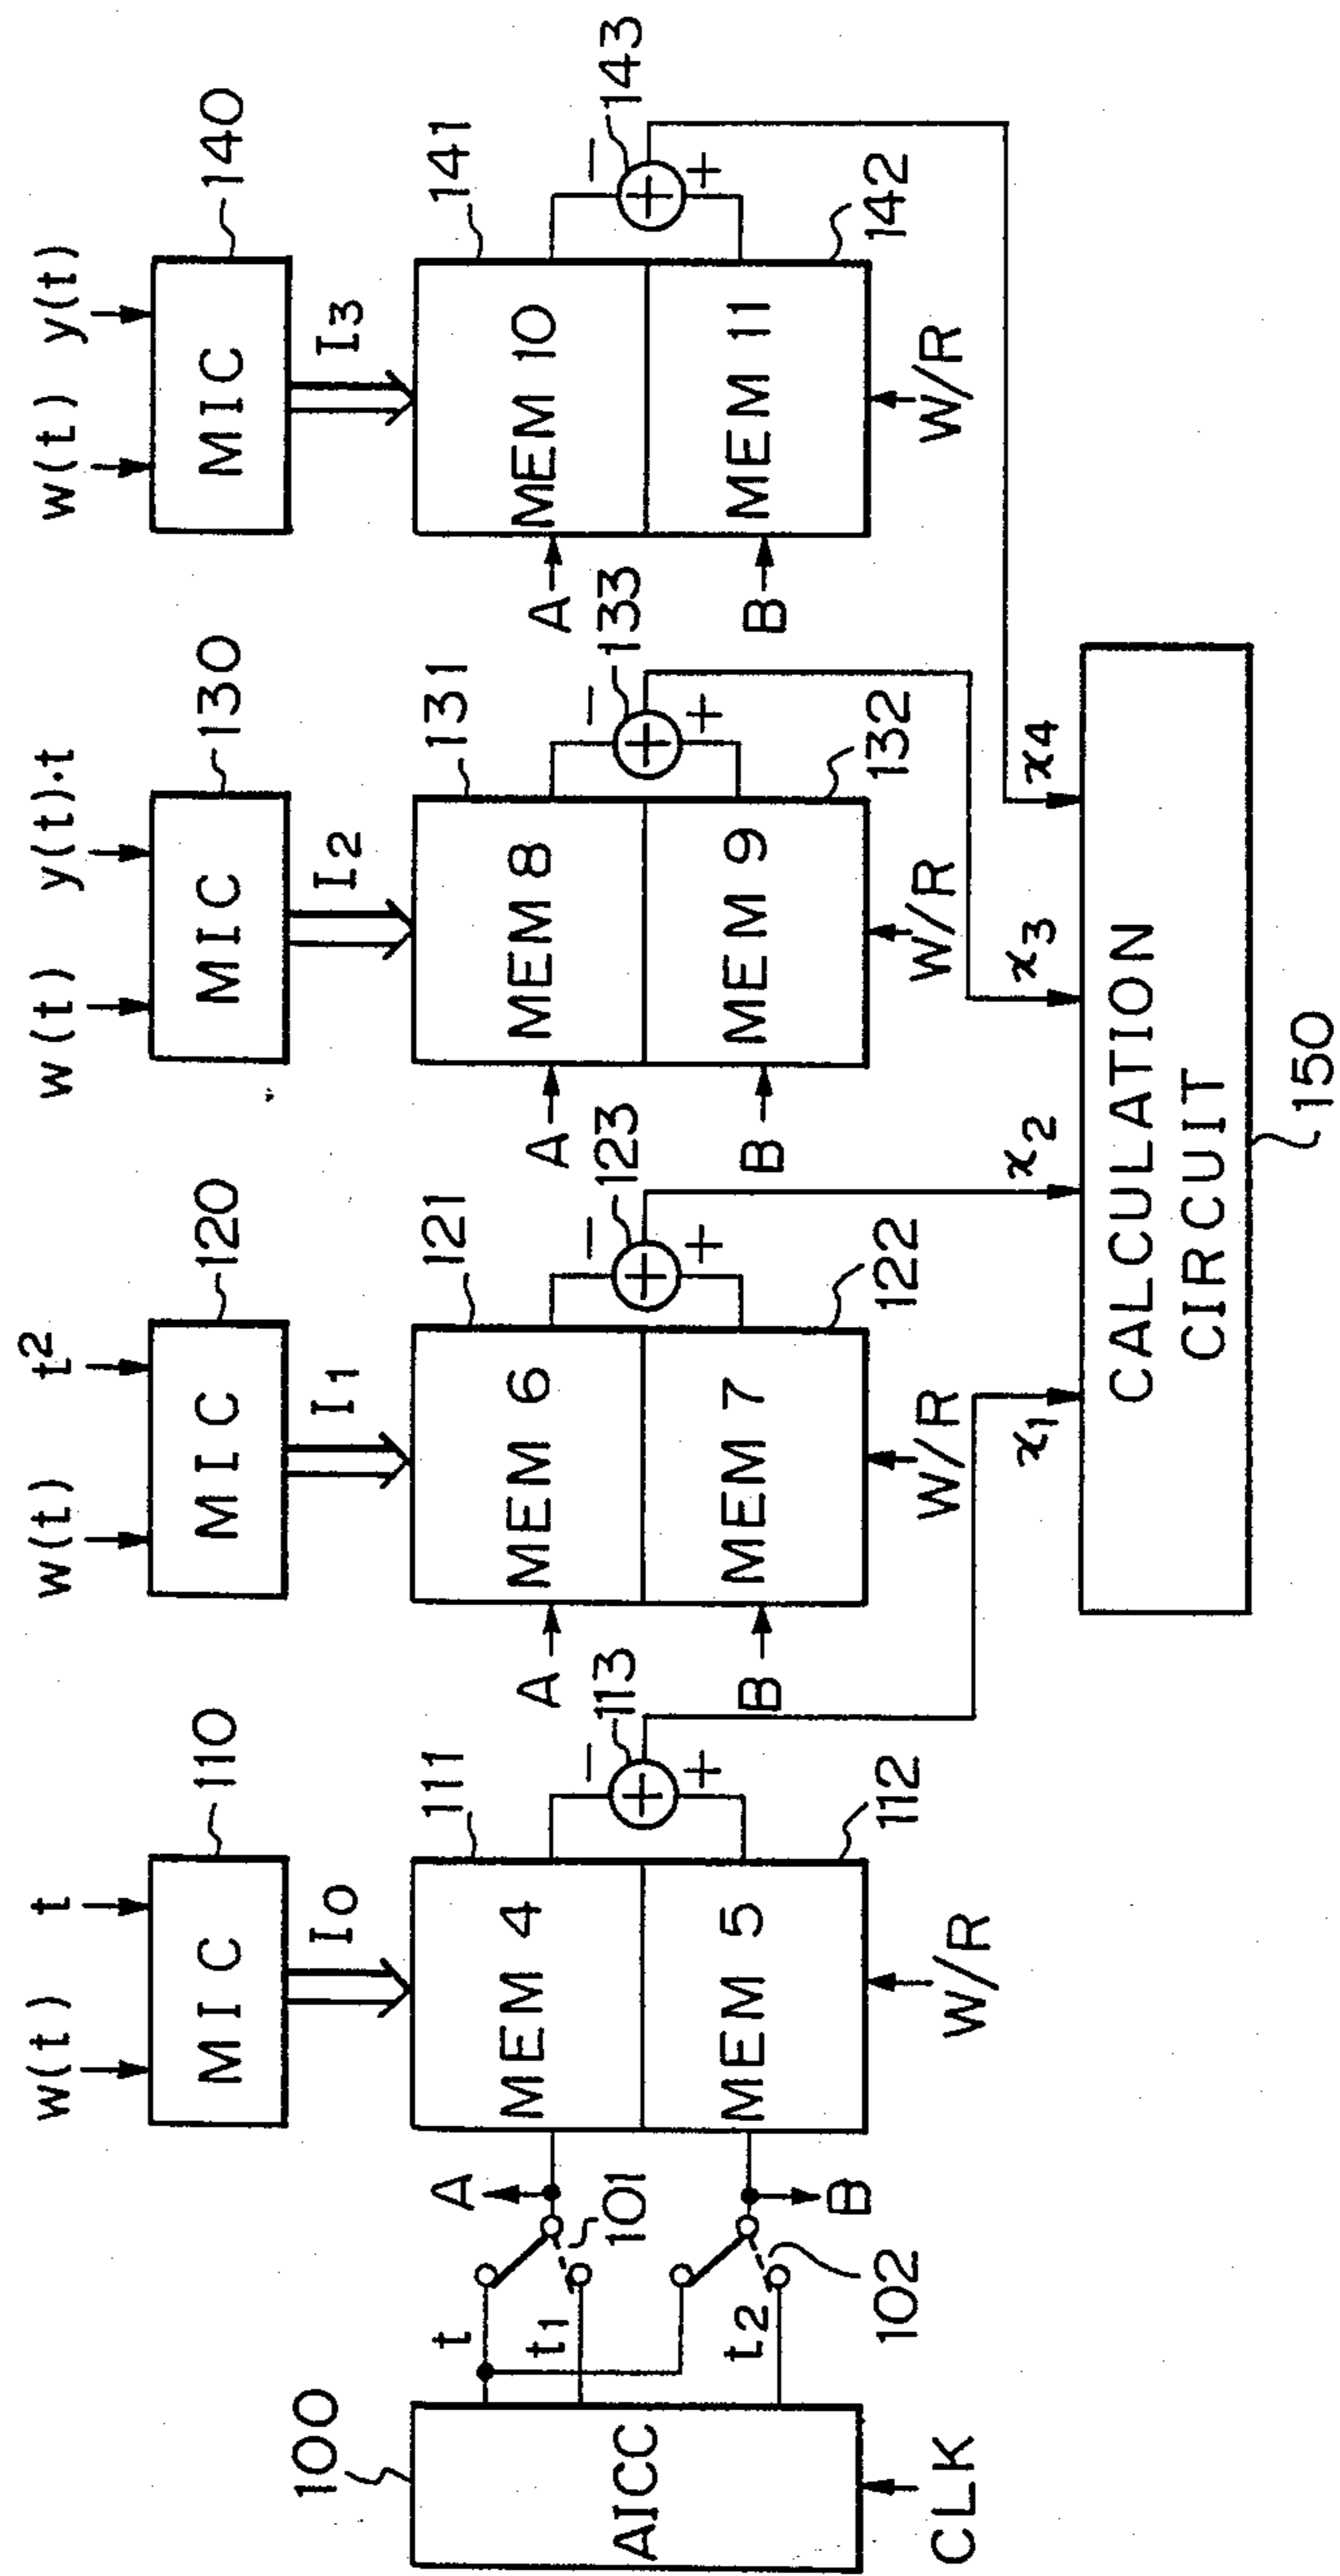 w(t) t
w(t) t2
w(t) y(t)·t
w(t) y(t)
MIC 110
MIC 120
MIC 130
MIC 140
I0
I1
I2
I3
100
AICC
CLK
t
t1
t2
101
102
A
B
111
MEM 4
MEM 5
112
W/R
− 113
+
A
B
121
MEM 6
MEM 7
122
W/R
− 123
+
A
B
131
MEM 8
MEM 9
132
W/R
− 133
+
A
B
141
MEM 10
MEM 11
142
W/R
− 143
+
x1
x2
x3
x4
CALCULATION
CIRCUIT
150